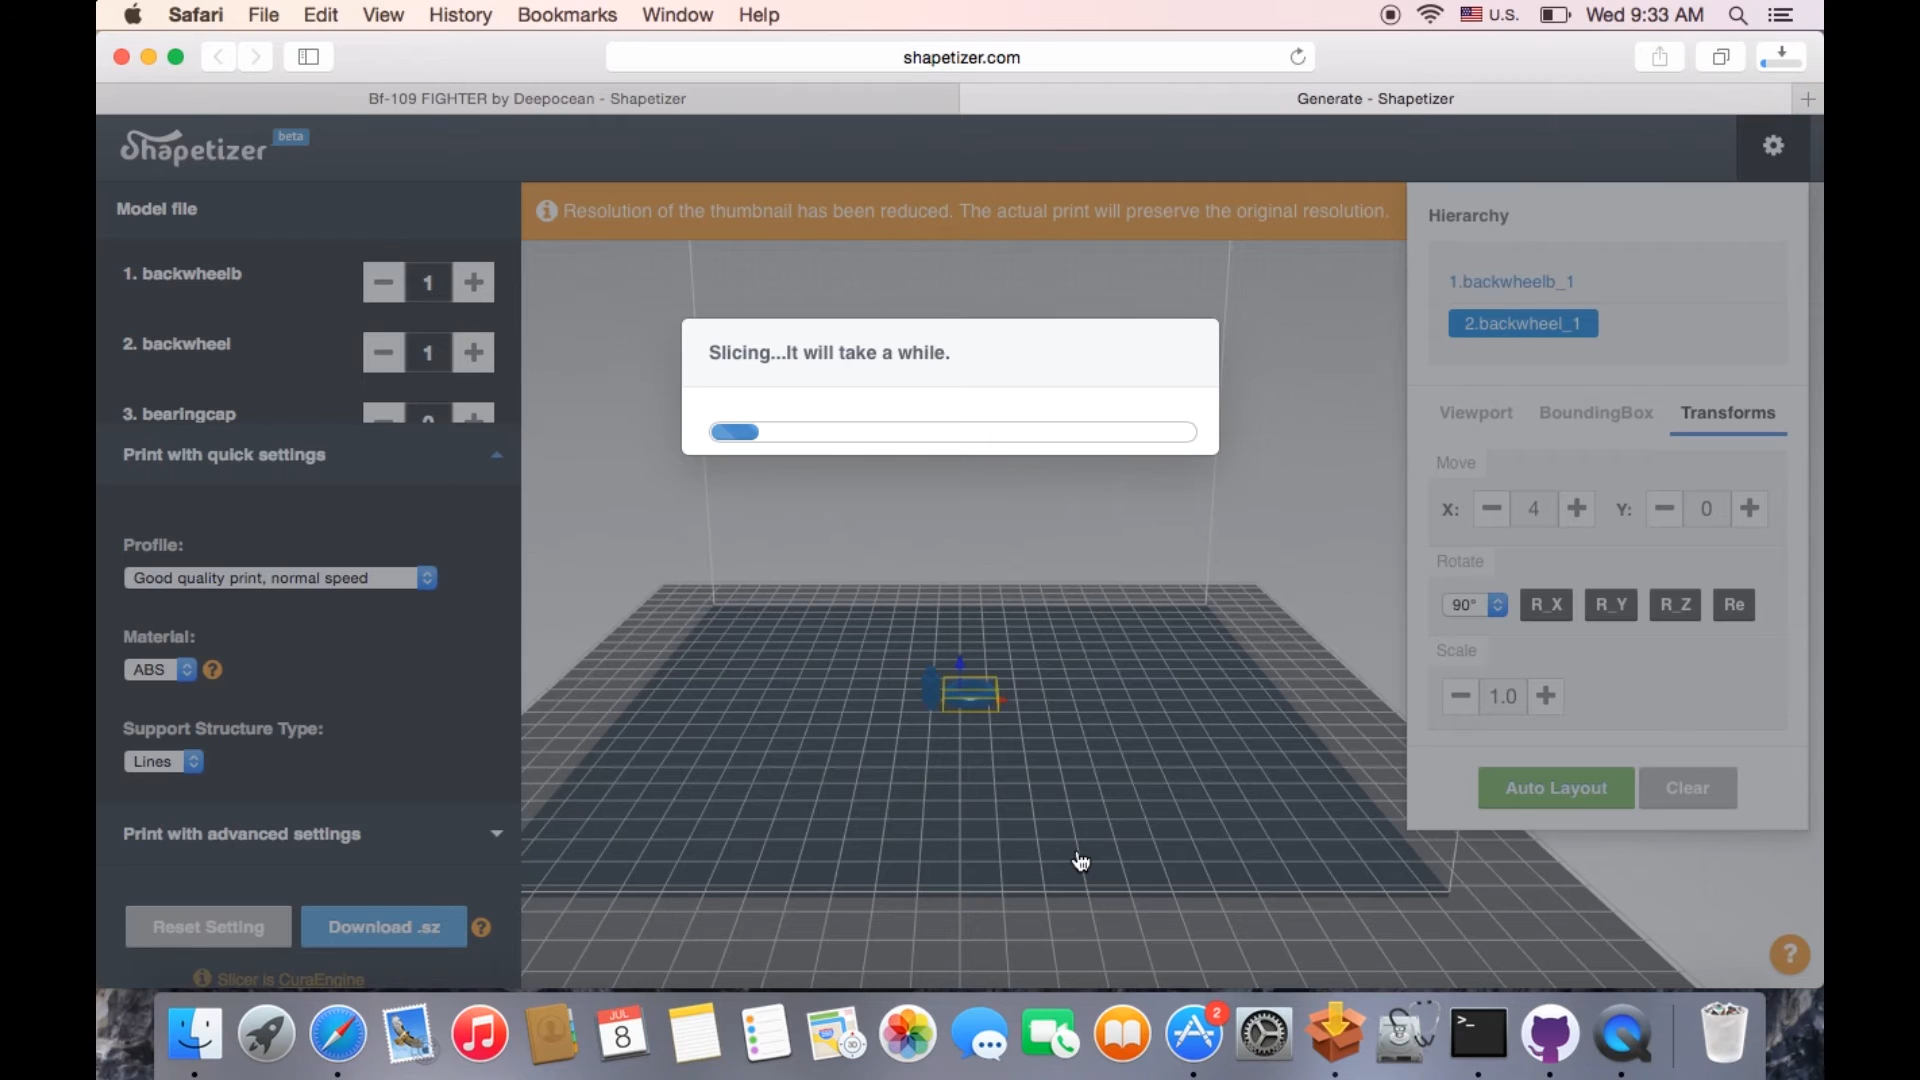 Safari File Edit View History Bookmarks Window Help
U.S. Wed 9:33 AM
shapetizer.com
Bf-109 FIGHTER by Deepocean - Shapetizer
Generate - Shapetizer
Shapetizer beta
Model file
1. backwheelb 1
2. backwheel 1
3. bearingcap 0
Print with quick settings
Profile:
Good quality print, normal speed
Material:
ABS ?
Support Structure Type:
Lines
Print with advanced settings
Reset Setting Download .sz ?
Slicer is CuraEngine
Resolution of the thumbnail has been reduced. The actual print will preserve the original resolution.
Slicing...It will take a while.
Hierarchy
1.backwheelb_1
2.backwheel_1
Viewport BoundingBox Transforms
Move
X: 4 Y: 0
Rotate
90° R_X R_Y R_Z Re
Scale
1.0
Auto Layout Clear
?
JUL
8
3D
2
>_